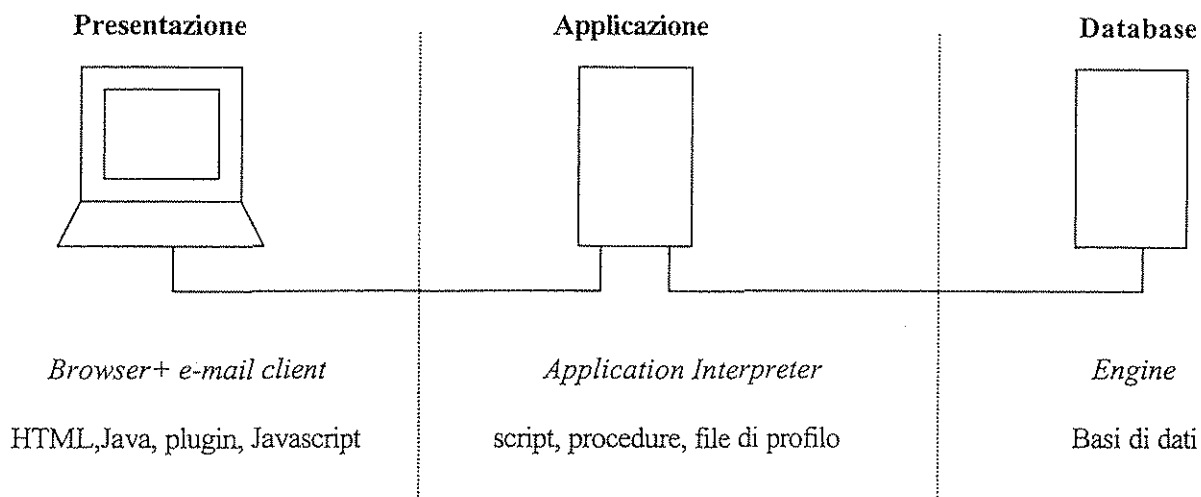 Presentazione Applicazione Database
Browser+ e-mail client Application Interpreter Engine
HTML,Java, plugin, Javascript script, procedure, file di profilo Basi di dati